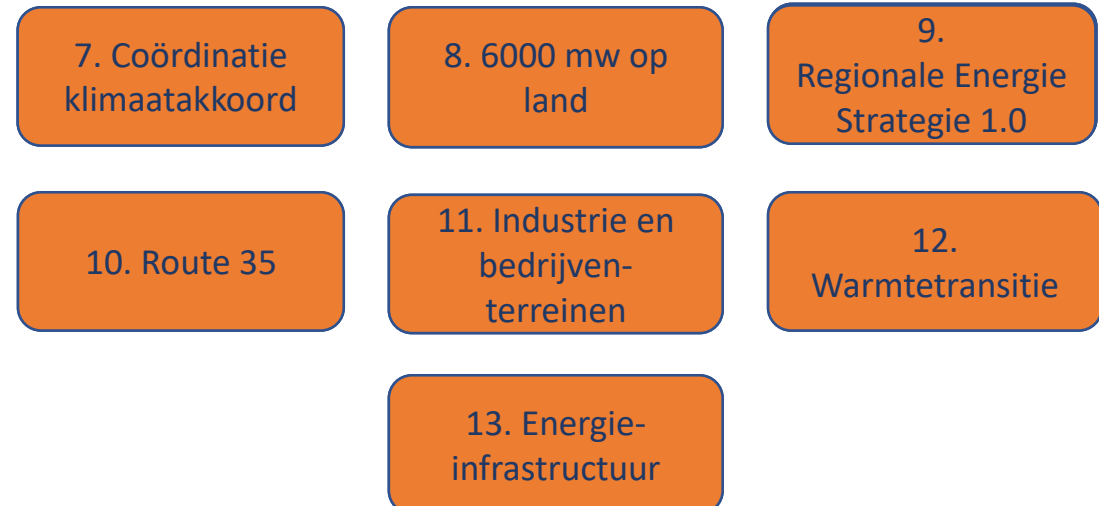 7. Coördinatie
klimaatakkoord
8. 6000 mw op
land
9.
Regionale Energie
Strategie 1.0
10. Route 35
11. Industrie en
bedrijven-
terreinen
12.
Warmtetransitie
13. Energie-
infrastructuur